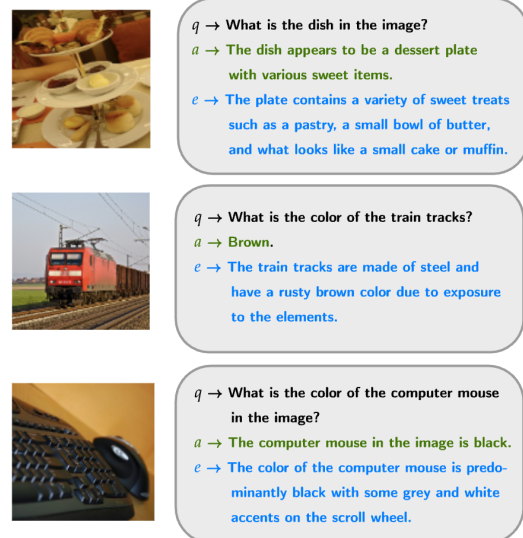 q → What is the dish in the image?
a → The dish appears to be a dessert plate
with various sweet items.
e → The plate contains a variety of sweet treats
such as a pastry, a small bowl of butter,
and what looks like a small cake or muffin.
q → What is the color of the train tracks?
a → Brown.
e → The train tracks are made of steel and
have a rusty brown color due to exposure
to the elements.
q → What is the color of the computer mouse
in the image?
a → The computer mouse in the image is black.
e → The color of the computer mouse is predo-
minantly black with some grey and white
accents on the scroll wheel.